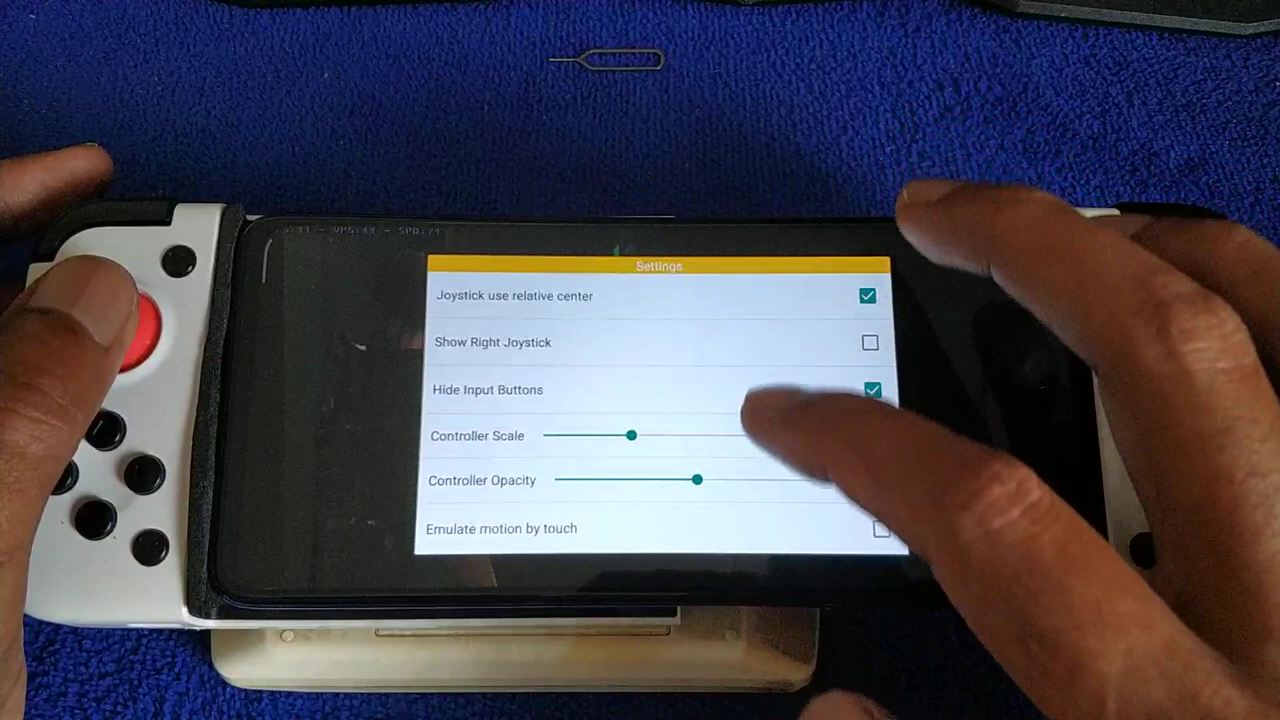 Settings
Joystick use relative center
Show Right Joystick
Hide Input Buttons
Controller Scale
Controller Opacity
Emulate motion by touch